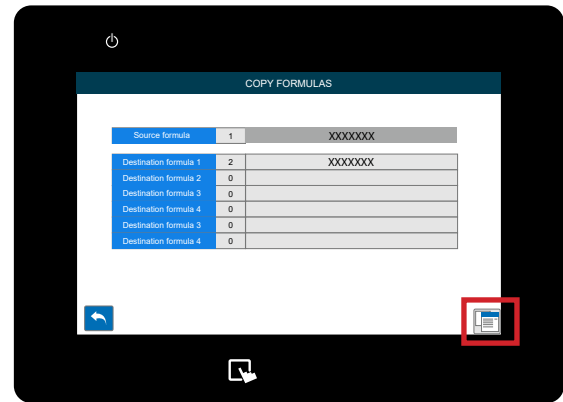 COPY FORMULAS
Source formula 1 XXXXXXX
Destination formula 1 2 XXXXXXX
Destination formula 2 0
Destination formula 3 0
Destination formula 4 0
Destination formula 3 0
Destination formula 4 0